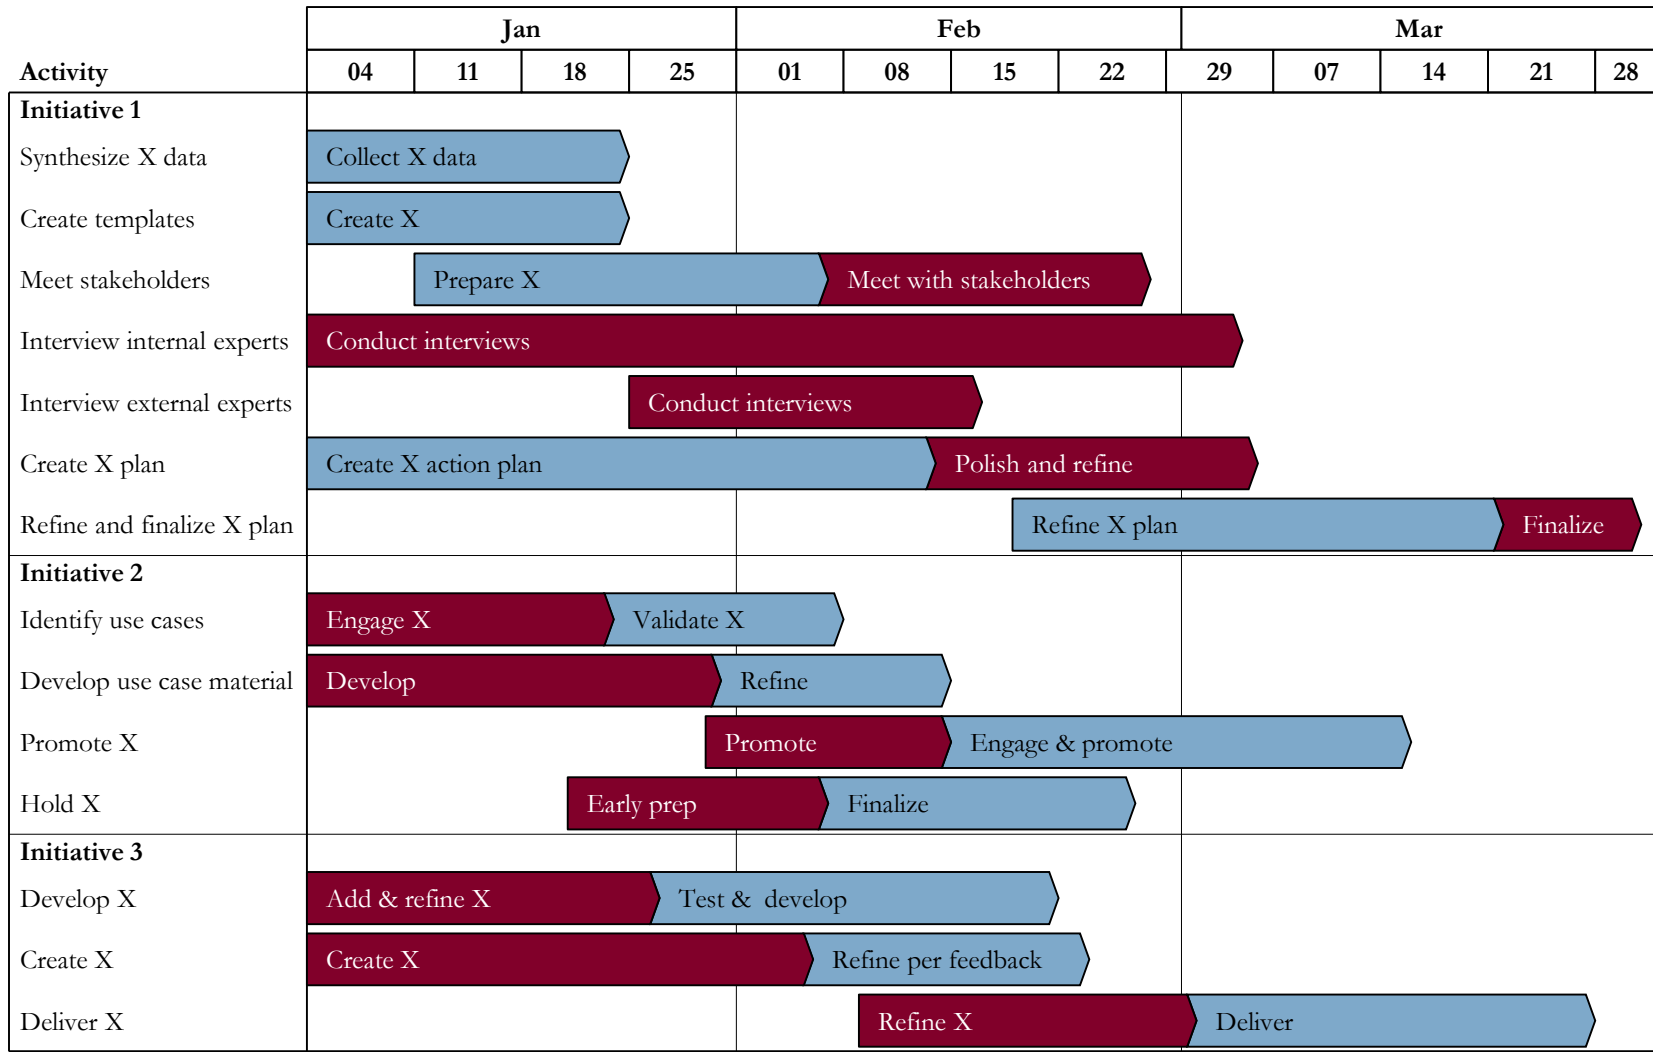 Jan Feb Mar
Activity 04 11 18 25 01 08 15 22 29 07 14 21 28
Initiative 1
Synthesize X data Collect X data
Create templates Create X
Meet stakeholders Prepare X Meet with stakeholders
Interview internal experts Conduct interviews
Interview external experts Conduct interviews
Create X plan Create X action plan Polish and refine
Refine and finalize X plan Refine X plan Finalize
Initiative 2
Identify use cases Engage X Validate X
Develop use case material Develop Refine
Promote X Promote Engage & promote
Hold X Early prep Finalize
Initiative 3
Develop X Add & refine X Test & develop
Create X Create X Refine per feedback
Deliver X Refine X Deliver